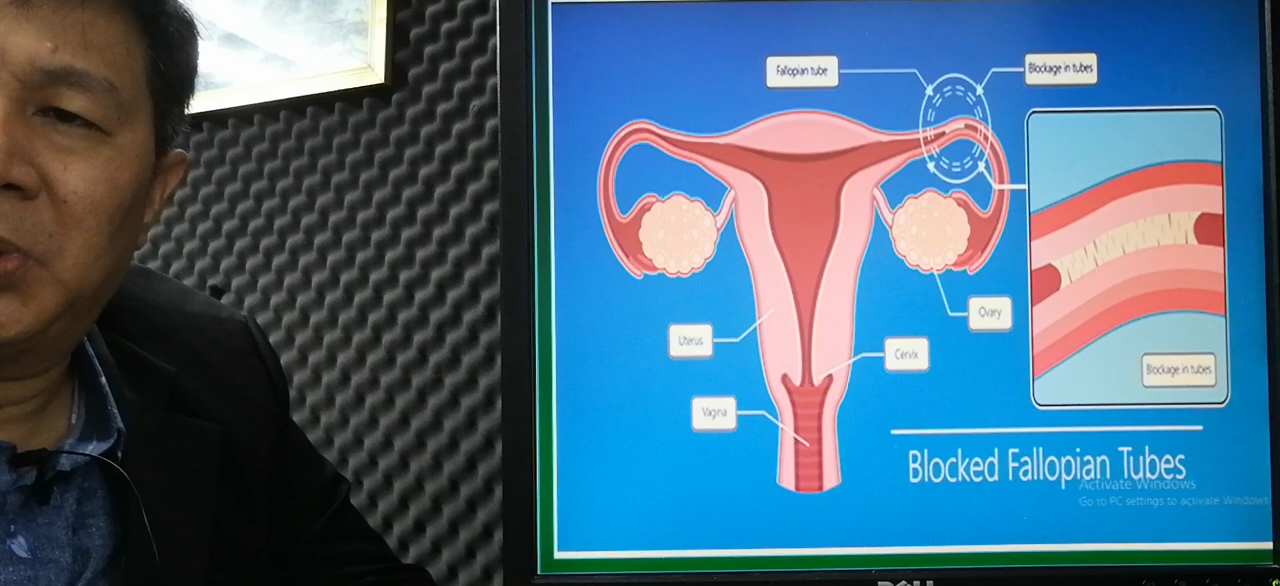 Fallopian tube
Blockage in tubes
Ovary
Uterus
Cervix
Blockage in tubes
Vagina
Blocked Fallopian Tubes
Activate Windows
Go to PC settings to activate Windows